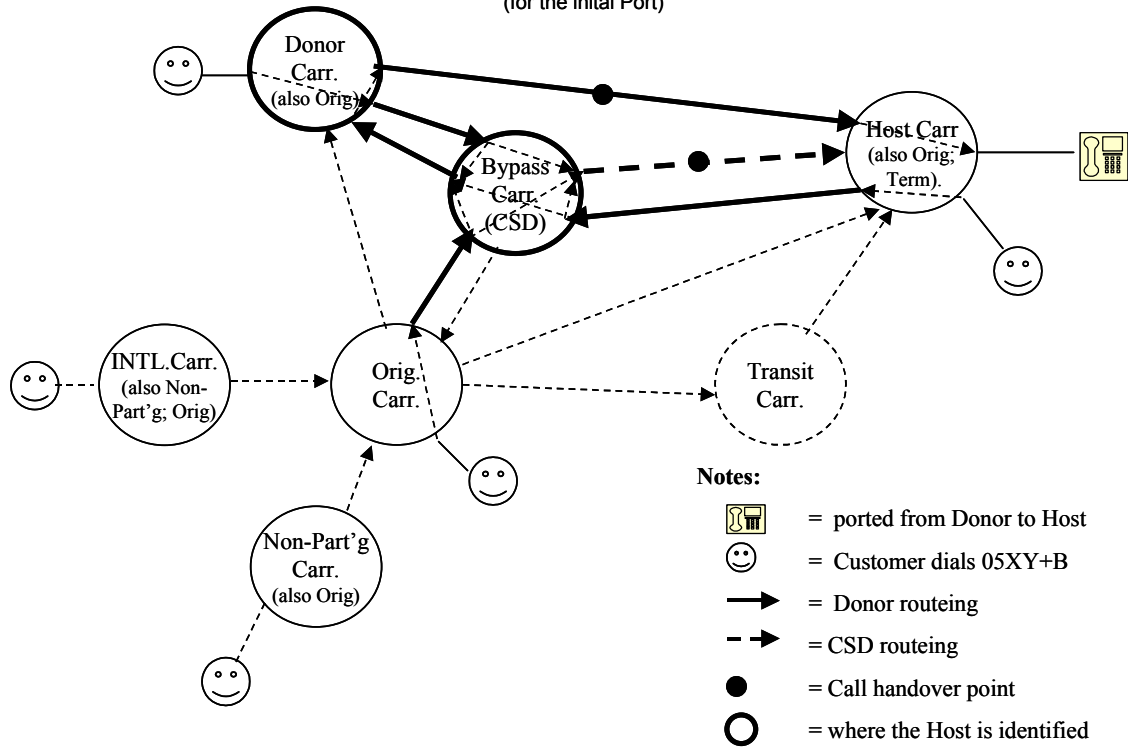 (for the Inital Port)
Donor
Carr.
(also Orig)
Bypass
Carr.
(CSD)
Host Carr
(also Orig;
Term).
INTL.Carr.
(also Non-
Part'g; Orig)
Orig.
Carr.
Transit
Carr.
Non-Part’g
Carr.
(also Orig)
Notes:
= ported from Donor to Host
= Customer dials 05XY+B
= Donor routeing
= CSD routeing
= Call handover point
= where the Host is identified